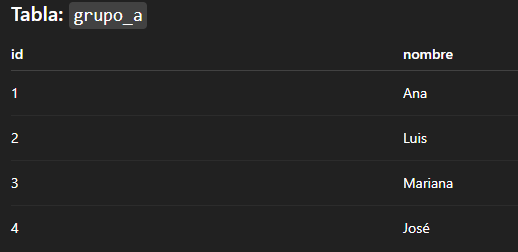 Tabla: grupo_a
id nombre
1 Ana
2 Luis
3 Mariana
4 José